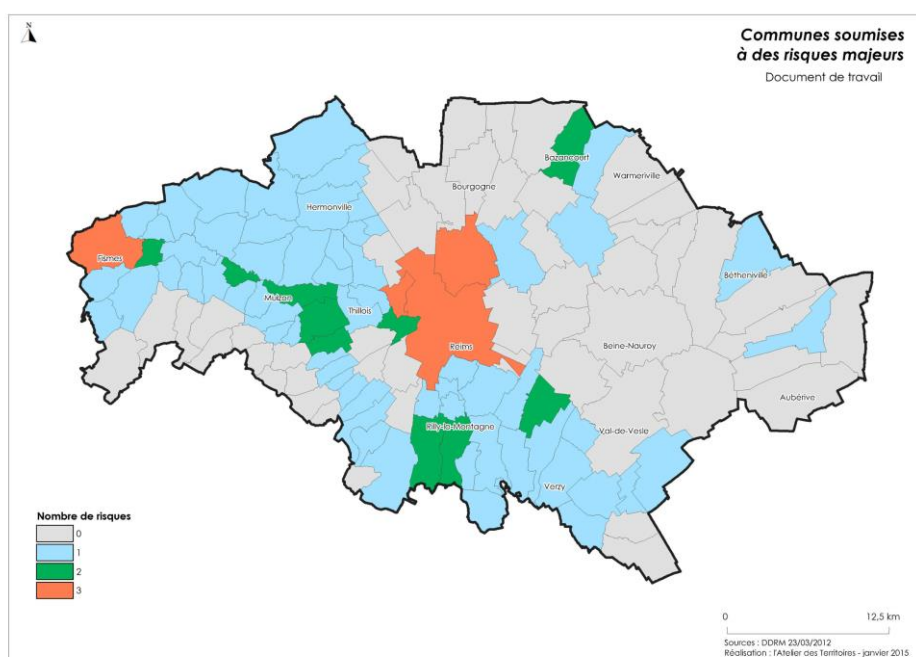 N
Communes soumises
à des risques majeurs
Document de travail
Bazancourt
Warmeriville
Bourgogne
Hermonville
Fismes
Bétheniville
Muizon
Thillois
Reims
Beine-Nauroy
Aubérive
Rilly-la-Montagne
Val-de-Vesle
Verzy
Nombre de risques
0
1
2
3
0 12,5 km
Sources : DDRM 23/03/2012
Réalisation : l'Atelier des Territoires - janvier 2015